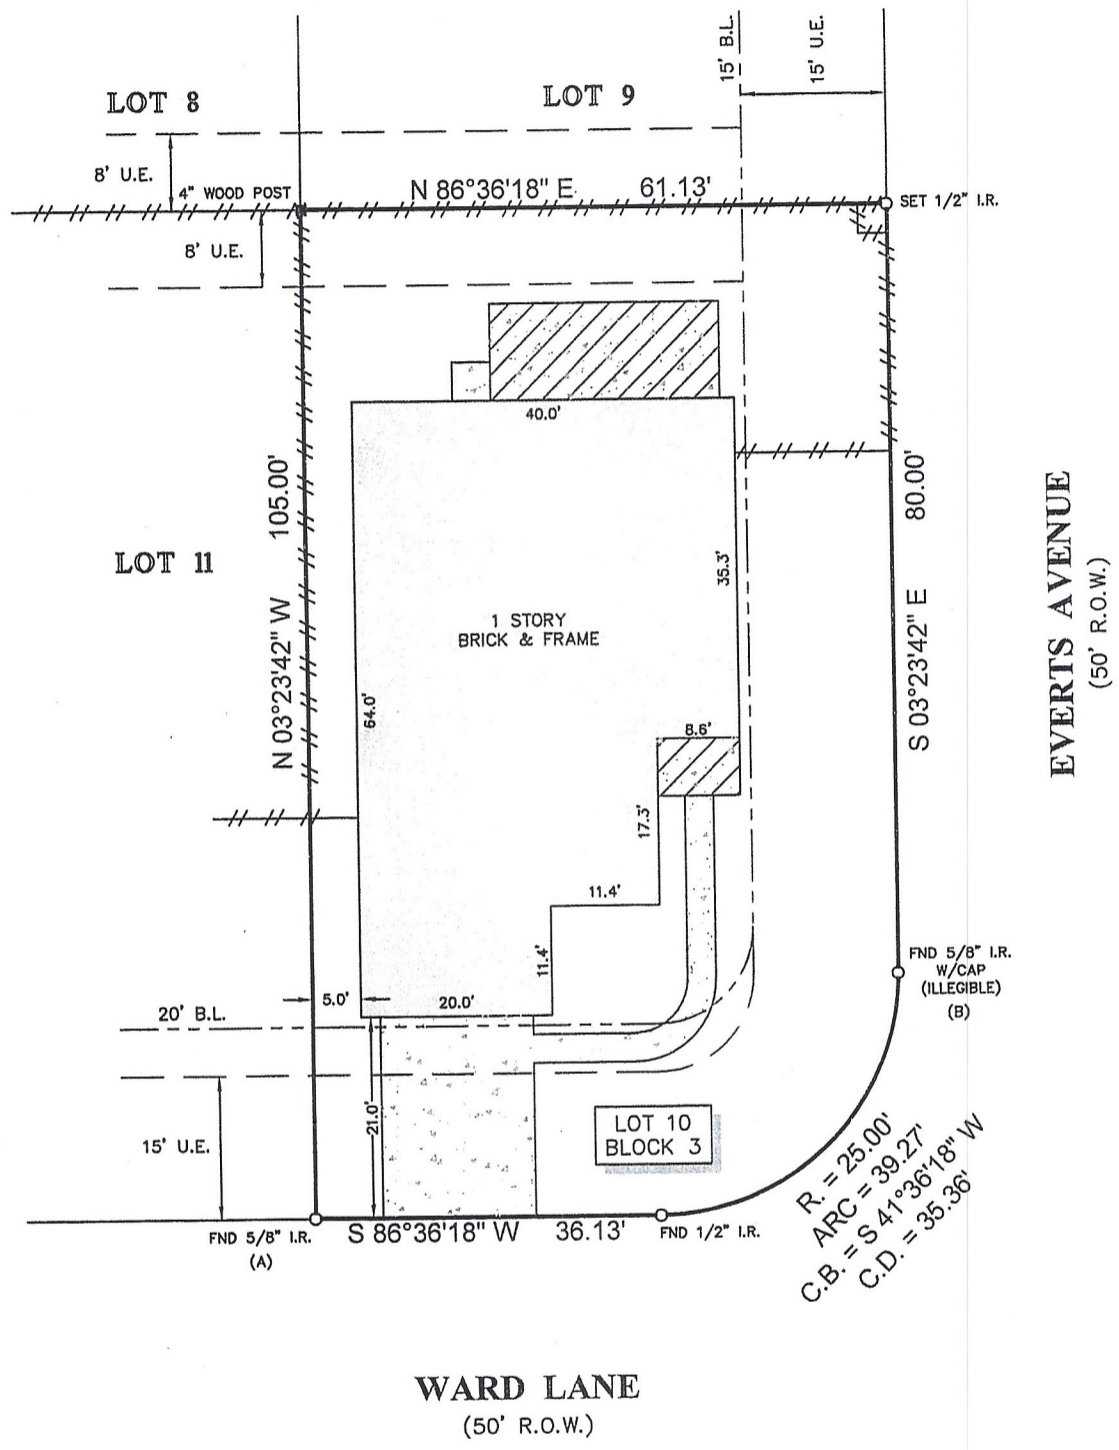 15' B.L.
15' U.E.
LOT 8
LOT 9
8' U.E.
4" WOOD POST
N 86°36'18" E 61.13'
SET 1/2" I.R.
8' U.E.
40.0'
N 03°23'42" W 105.00'
LOT 11
S 03°23'42" E 80.00'
EVERTS AVENUE
(50' R.O.W.)
35.3'
1 STORY
BRICK & FRAME
64.0'
8.6'
17.3'
11.4'
11.4'
FND 5/8" I.R.
W/CAP
(ILLEGIBLE)
(B)
5.0'
20.0'
20' B.L.
21.0'
15' U.E.
LOT 10
BLOCK 3
R. = 25.00'
ARC = 39.27'
C.B. = S 41°36'18" W
C.D. = 35.36'
FND 5/8" I.R.
(A)
S 86°36'18" W 36.13'
FND 1/2" I.R.
WARD LANE
(50' R.O.W.)